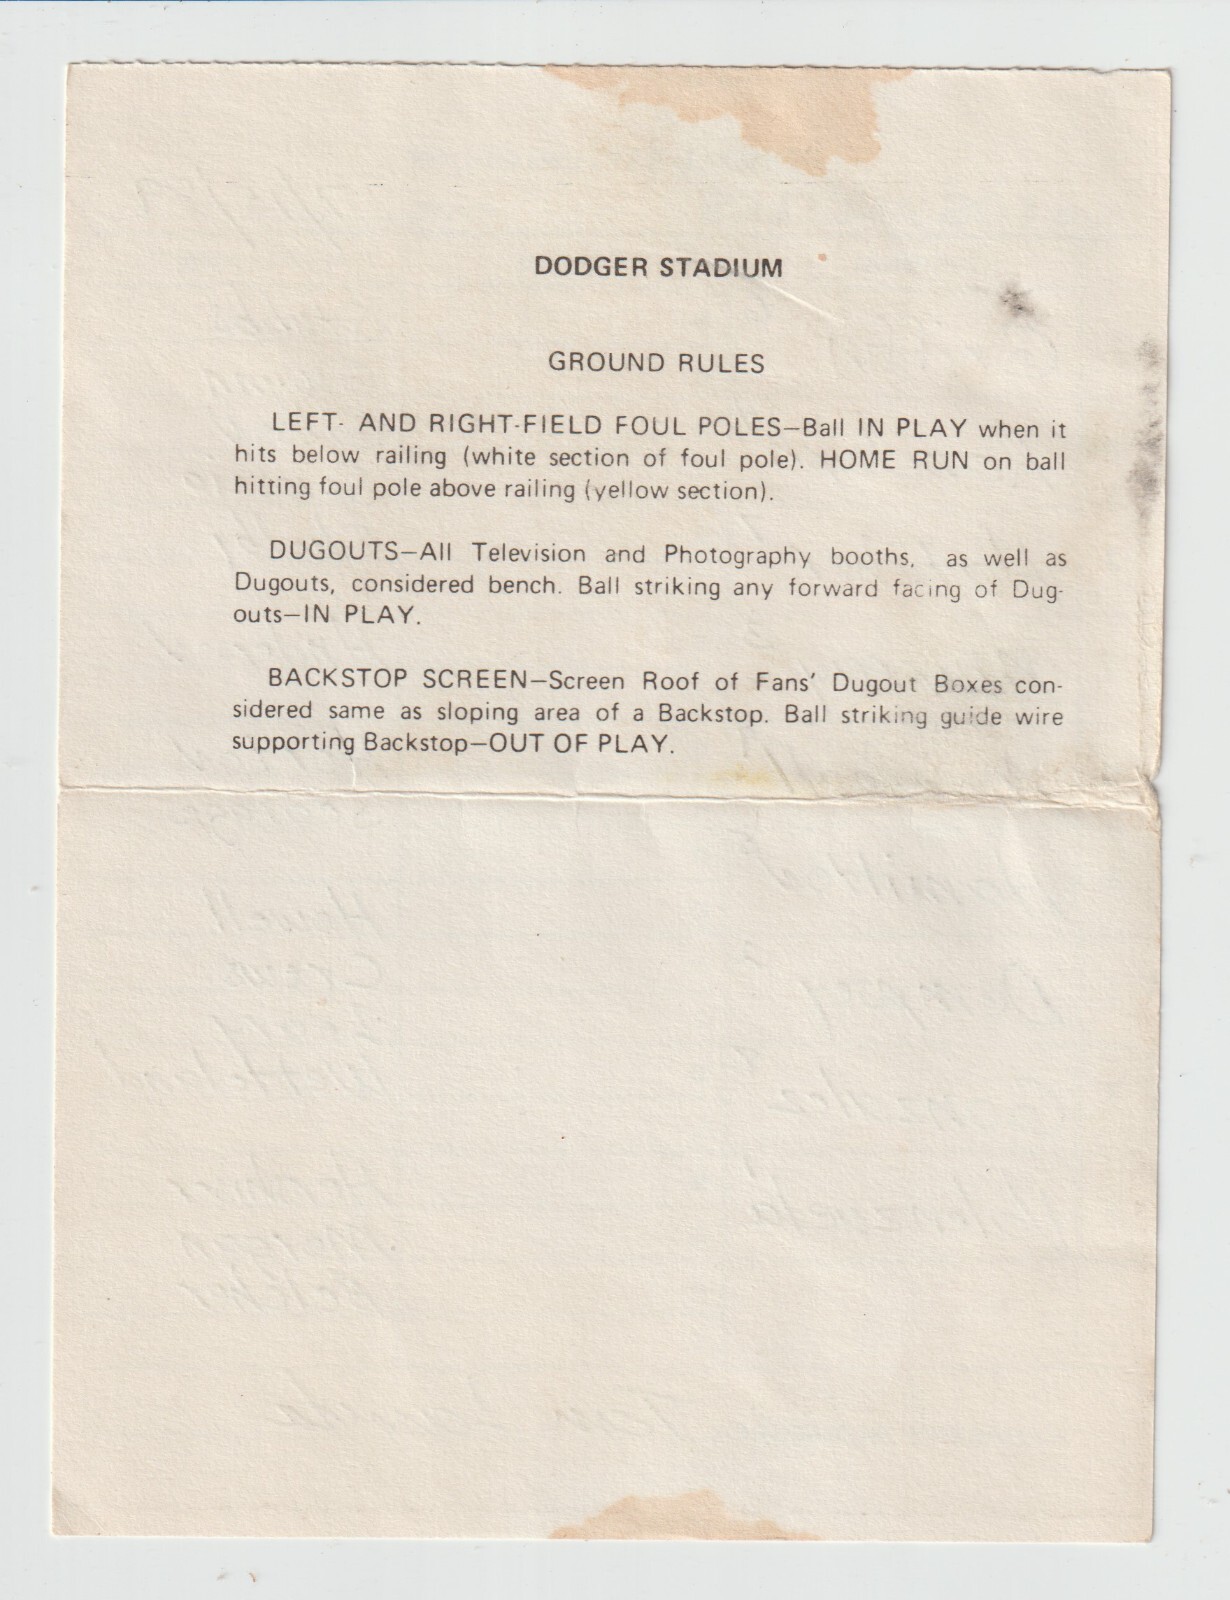 DODGER STADIUM
GROUND RULES
LEFT- AND RIGHT-FIELD FOUL POLES—Ball IN PLAY when it
hits below railing (white section of foul pole). HOME RUN on ball
hitting foul pole above railing (yellow section).
DUGOUTS—All Television and Photography booths, as well as
Dugouts, considered bench. Ball striking any forward facing of Dug-
outs—IN PLAY.
BACKSTOP SCREEN—Screen Roof of Fans' Dugout Boxes con-
sidered same as sloping area of a Backstop. Ball striking guide wire
supporting Backstop—OUT OF PLAY.